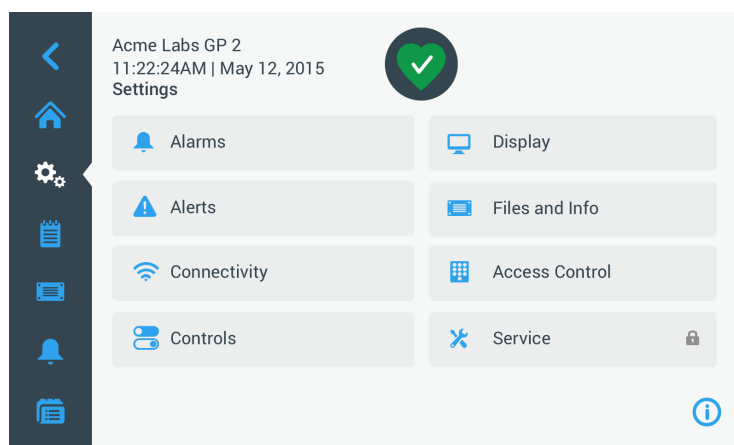 Acme Labs GP 2
11:22:24AM | May 12, 2015
Settings
Alarms
Display
Alerts
Files and Info
Connectivity
Access Control
Controls
Service